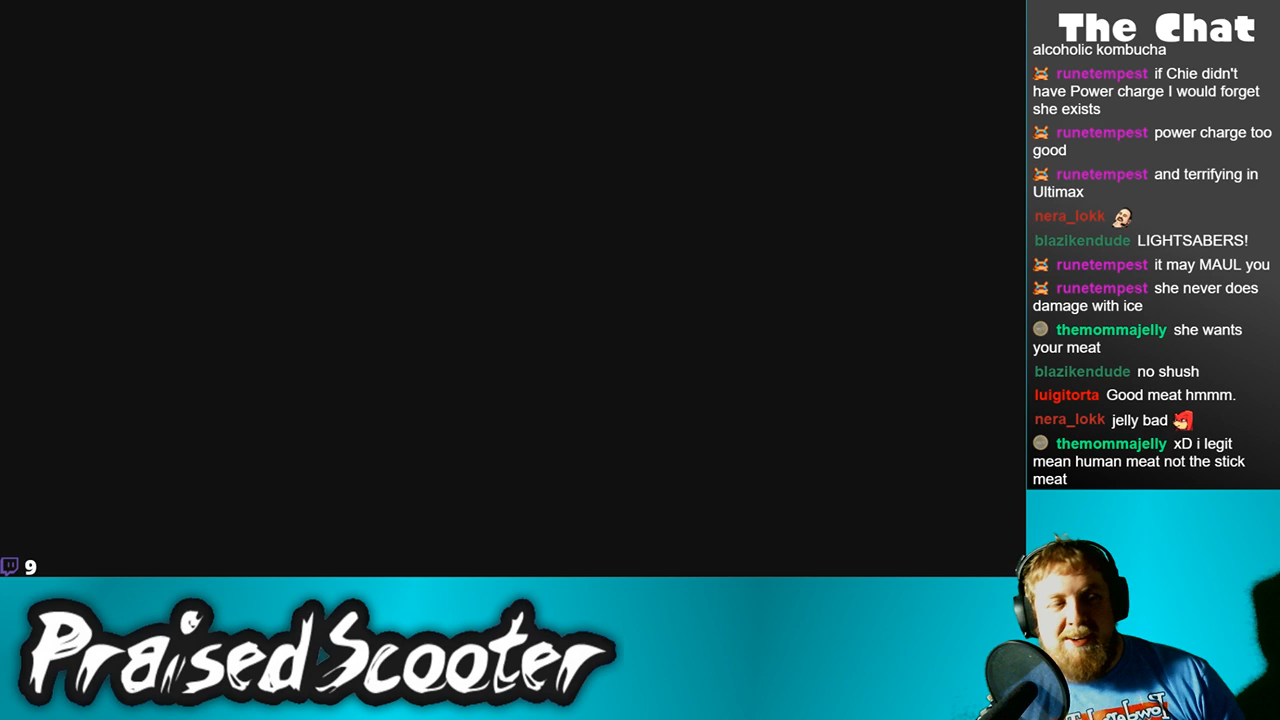 The Chat
alcoholic kombucha
runetempest if Chie didn't
have Power charge I would forget
she exists
runetempest power charge too
good
runetempest and terrifying in
Ultimax
nera_lokk
blazikendude LIGHTSABERS!
runetempest it may MAUL you
runetempest she never does
damage with ice
themommajelly she wants
your meat
blazikendude no shush
luigitorta Good meat hmmm.
nera_lokk jelly bad
themommajelly xD i legit
mean human meat not the stick
meat
9
PraisedScooter